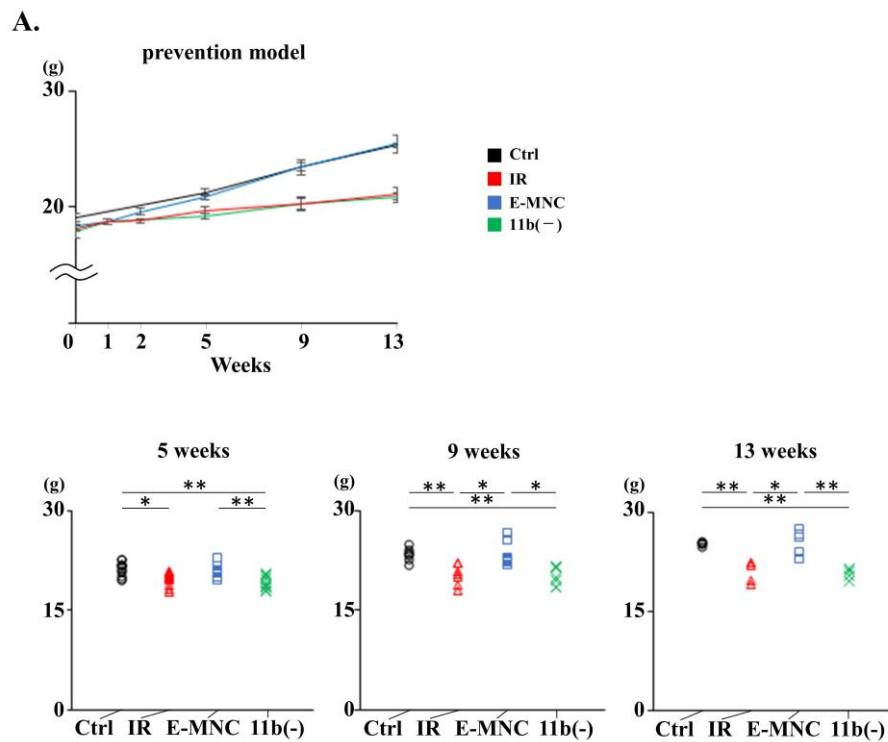 A.
prevention model
(g)
30
20
0 1 2 5 9 13
Weeks
Ctrl
IR
E-MNC
11b(−)
5 weeks
(g)
**
* **
30
15
0
Ctrl IR E-MNC 11b(-)
9 weeks
(g)
** * *
**
30
15
0
Ctrl IR E-MNC 11b(-)
13 weeks
(g)
** * **
**
30
15
0
Ctrl IR E-MNC 11b(-)